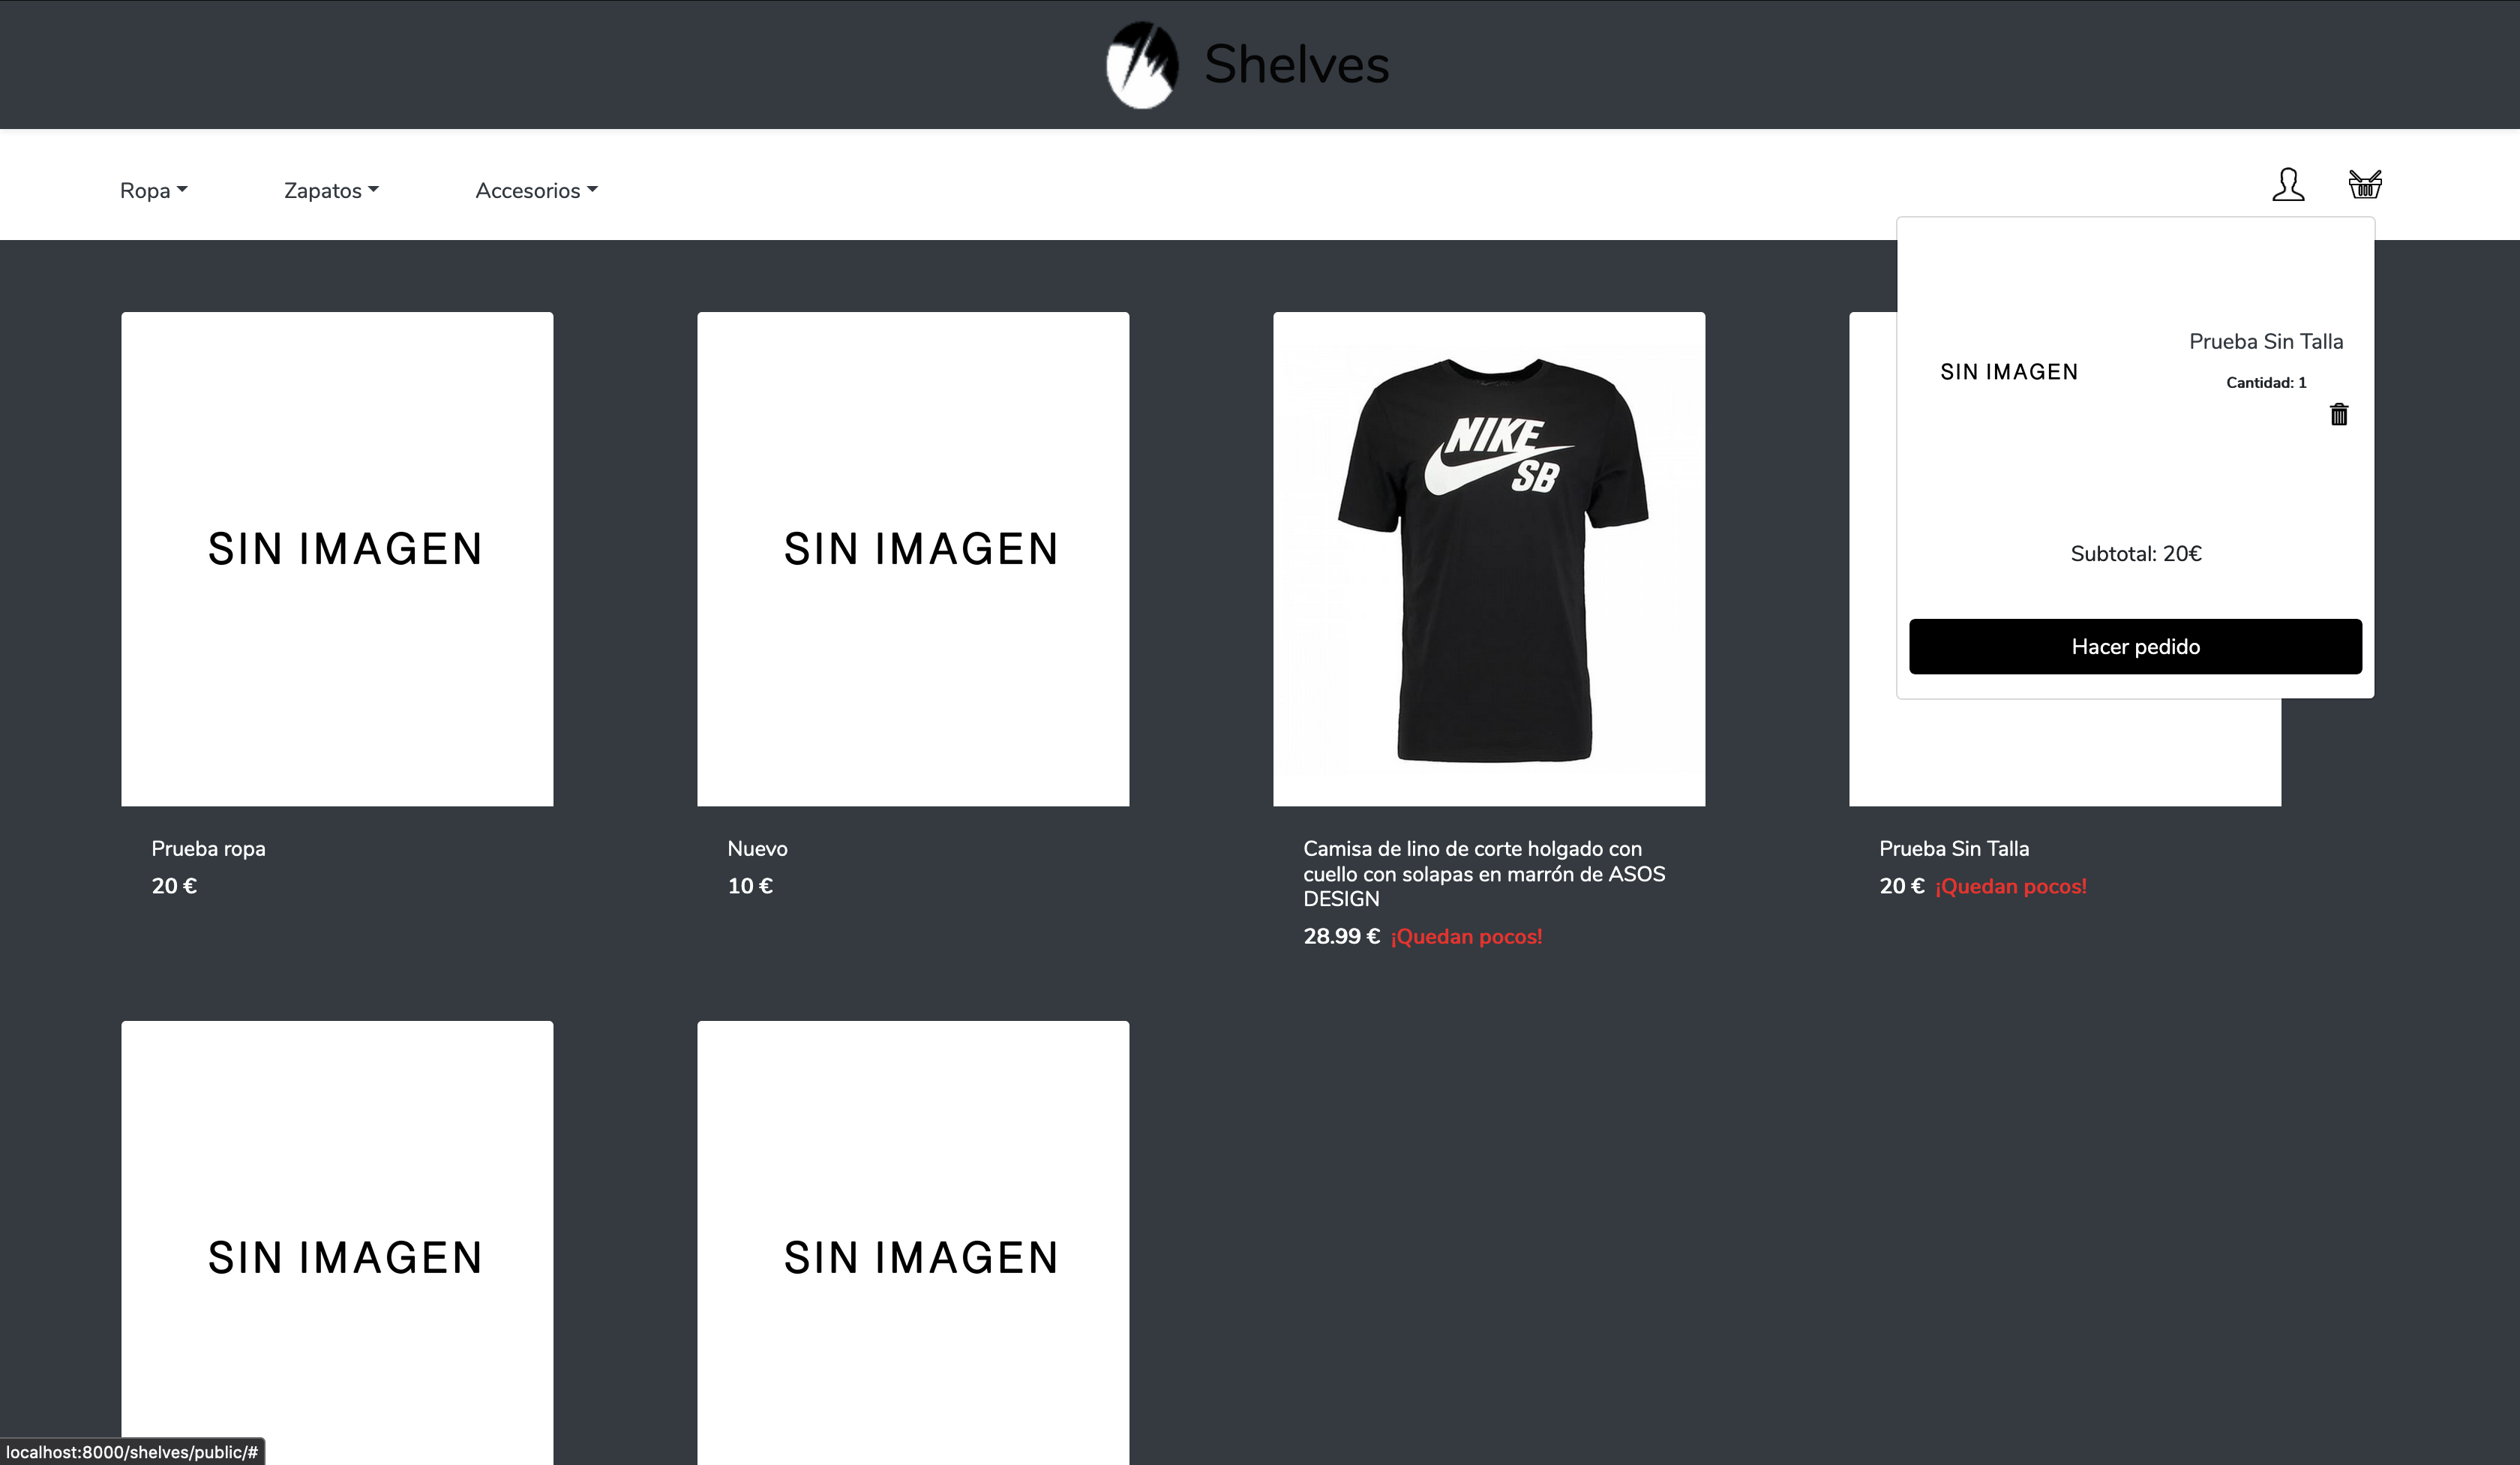 Shelves
Ropa
Zapatos
Accesorios
Prueba Sin Talla
SIN IMAGEN
Cantidad: 1
Subtotal: 20€
Hacer pedido
SIN IMAGEN
SIN IMAGEN
NIKE
SB
Prueba ropa
20 €
Nuevo
10 €
Camisa de lino de corte holgado con
cuello con solapas en marrón de ASOS
DESIGN
28.99 € ¡Quedan pocos!
Prueba Sin Talla
20 € ¡Quedan pocos!
SIN IMAGEN
SIN IMAGEN
localhost:8000/shelves/public/#